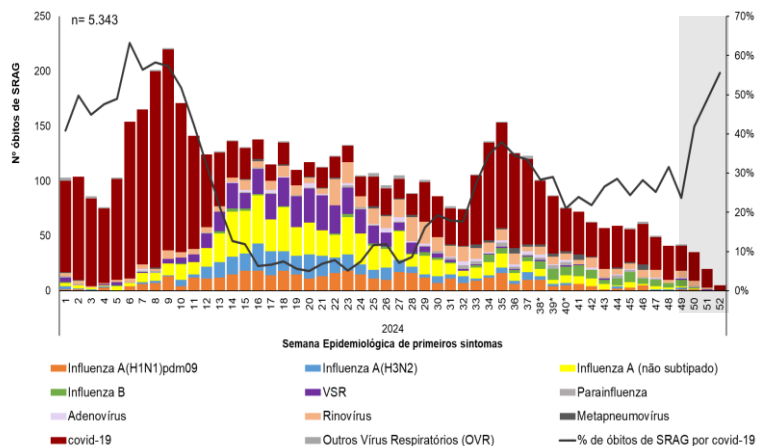 n= 5.343
Nº óbitos de SRAG
250
200
150
100
50
0
70%
60%
50%
40%
30%
20%
10%
0%
1 2 3 4 5 6 7 8 9 10 11 12 13 14 15 16 17 18 19 20 21 22 23 24 25 26 27 28 29 30 31 32 33 34 35 36 37 38* 39* 40* 41 42 43 44 45 46 47 48 49 50 51 52
2024
Semana Epidemiológica de primeiros sintomas
Influenza A(H1N1)pdm09 Influenza A(H3N2) Influenza A (não subtipado)
Influenza B VSR Parainfluenza
Adenovírus Rinovírus Metapneumovírus
covid-19 Outros Vírus Respiratórios (OVR) % de óbitos de SRAG por covid-19